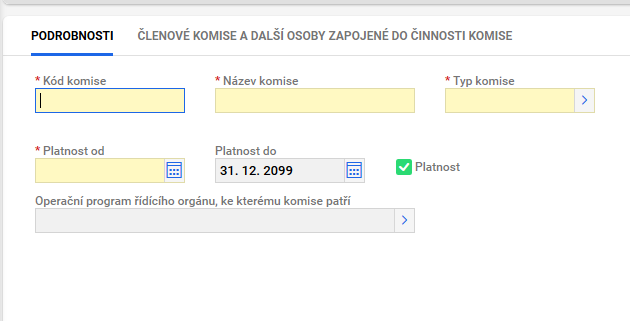 PODROBNOSTI ČLENOVÉ KOMISE A DALŠÍ OSOBY ZAPOJENÉ DO ČINNOSTI KOMISE
* Kód komise * Název komise * Typ komise
* Platnost od Platnost do
31. 12. 2099 Platnost
Operační program řídícího orgánu, ke kterému komise patří